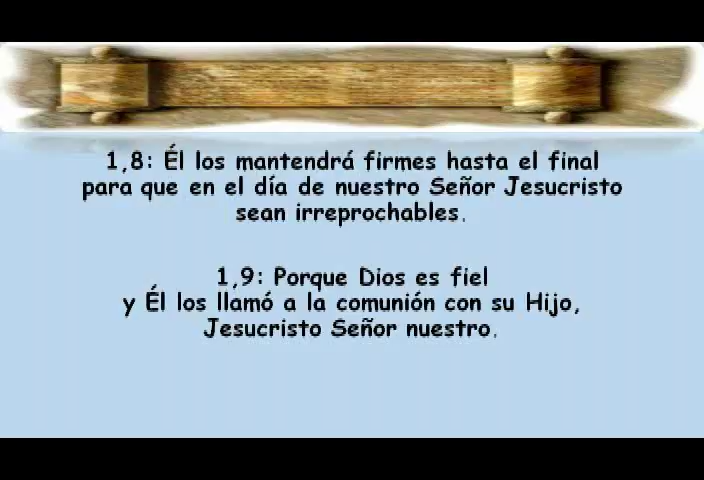 1,8: Él los mantendrá firmes hasta el final
para que en el día de nuestro Señor Jesucristo
sean irreprochables.
1,9: Porque Dios es fiel
y Él los llamó a la comunión con su Hijo,
Jesucristo Señor nuestro.